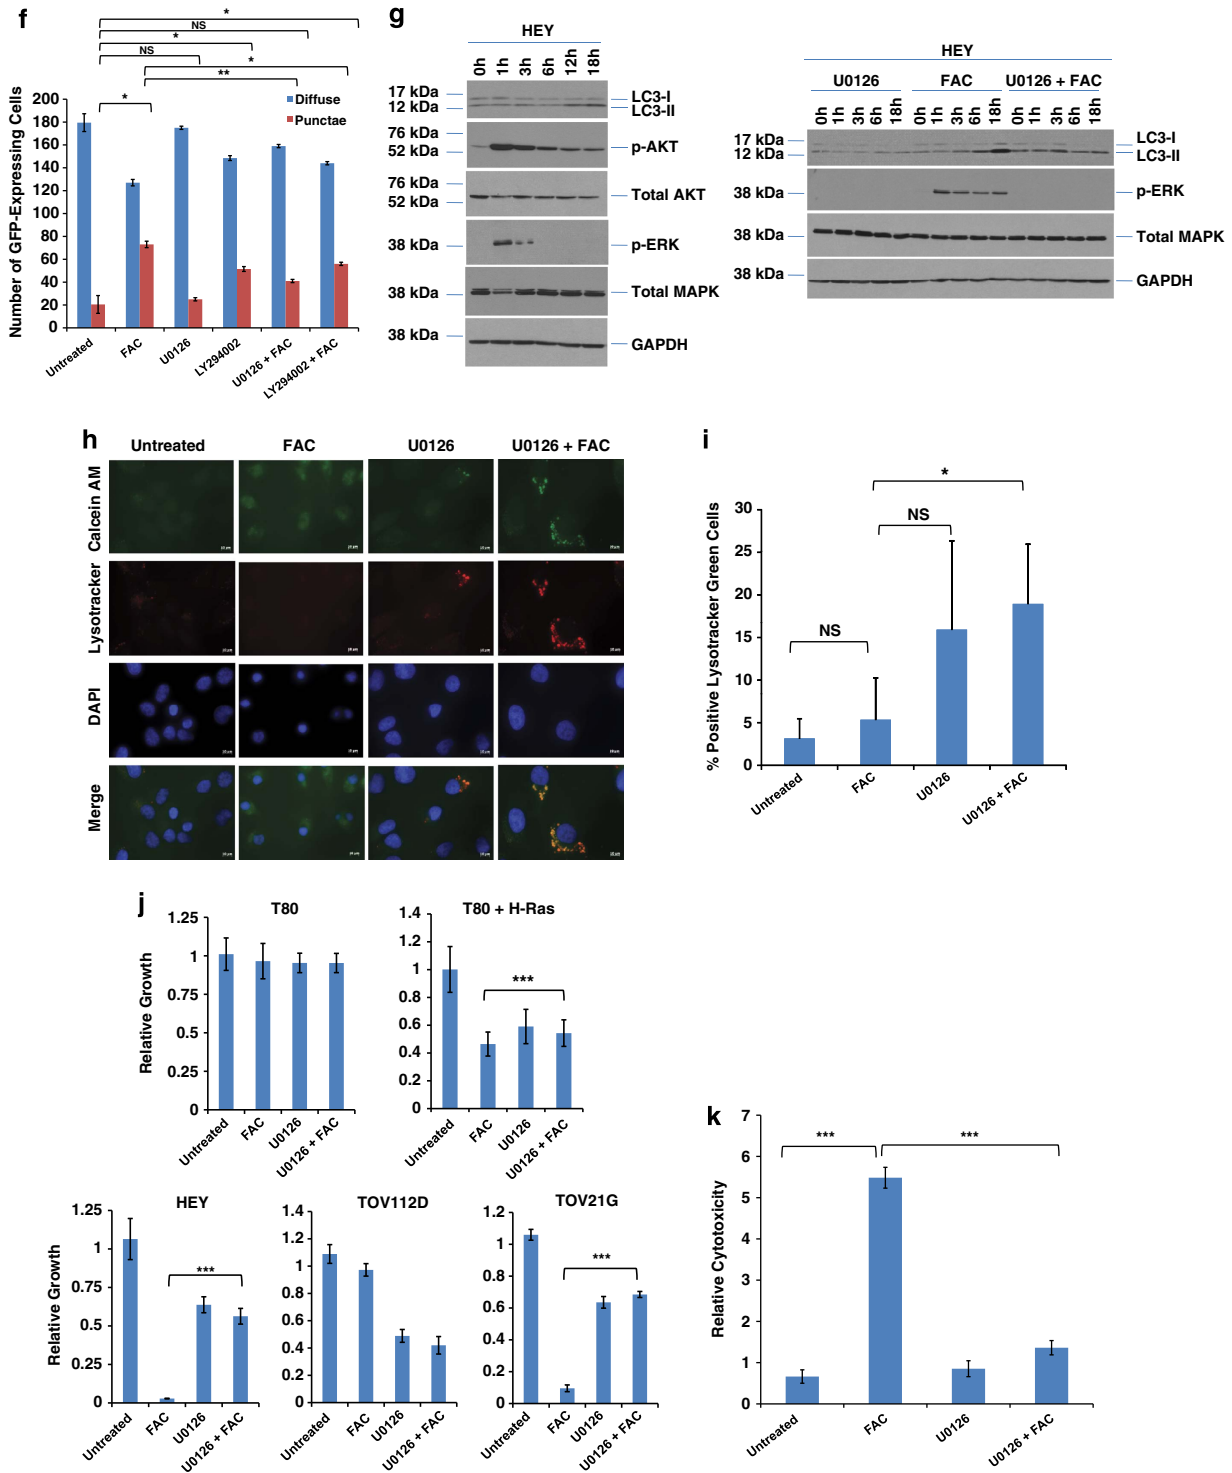 f
*
NS
*
NS
*
**
*
Number of GFP-Expressing Cells
200
180
160
140
120
100
80
60
40
20
0
Diffuse
Punctae
Untreated
FAC
U0126
LY294002
U0126 + FAC
LY294002 + FAC
g
HEY
0h 1h 3h 6h 12h 18h
17 kDa
12 kDa
LC3-I
LC3-II
76 kDa
52 kDa
p-AKT
76 kDa
52 kDa
Total AKT
38 kDa
p-ERK
38 kDa
Total MAPK
38 kDa
GAPDH
HEY
U0126 FAC U0126 + FAC
0h 1h 3h 6h 18h 0h 1h 3h 6h 18h 0h 1h 3h 6h 18h
17 kDa
12 kDa
LC3-I
LC3-II
38 kDa
p-ERK
38 kDa
Total MAPK
38 kDa
GAPDH
h
Untreated FAC U0126 U0126 + FAC
Calcein AM
Lysotracker
DAPI
Merge
i
*
NS
NS
% Positive Lysotracker Green Cells
30
25
20
15
10
5
0
Untreated
FAC
U0126
U0126 + FAC
j
T80
Relative Growth
1.25
1
0.75
0.5
0.25
0
Untreated
FAC
U0126
U0126 + FAC
T80 + H-Ras
1.4
1.2
1
0.8
0.6
0.4
0.2
0
***
Untreated
FAC
U0126
U0126 + FAC
HEY
Relative Growth
1.25
1
0.75
0.5
0.25
0
***
Untreated
FAC
U0126
U0126 + FAC
TOV112D
1.4
1.2
1
0.8
0.6
0.4
0.2
0
Untreated
FAC
U0126
U0126 + FAC
TOV21G
1.2
1
0.8
0.6
0.4
0.2
0
***
Untreated
FAC
U0126
U0126 + FAC
k
Relative Cytotoxicity
7
6
5
4
3
2
1
0
***
***
Untreated
FAC
U0126
U0126 + FAC